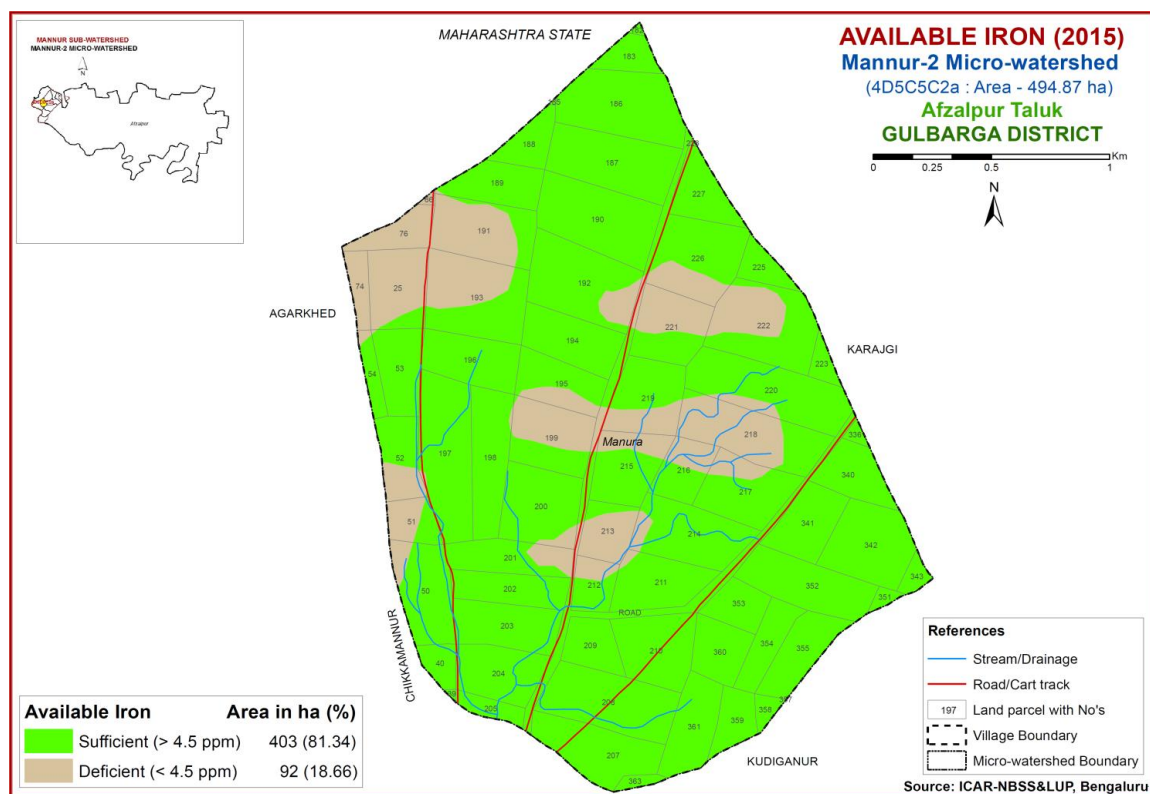 MANNUR SUB-WATERSHED
MANNUR-2 MICRO-WATERSHED
N
Afzalpur
MAHARASHTRA STATE
AVAILABLE IRON (2015)
Mannur-2 Micro-watershed
(4D5C5C2a : Area - 494.87 ha)
Afzalpur Taluk
GULBARGA DISTRICT
0 0.25 0.5 1 Km
N
182
183
186
188
187
189
227
76
191
190
226
225
74
25
193
192
221
222
AGARKHED
194
KARAJGI
54
53
196
195
223
220
219
199
Manura
218
336
52
197
198
215
216
217
340
200
51
213
214
341
342
201
202
212
211
343
50
ROAD
352
351
353
CHIKKAMANNUR
203
209
210
360
354
355
40
204
205
361
359
358
207
363
KUDIGANUR
Available Iron Area in ha (%)
Sufficient (> 4.5 ppm) 403 (81.34)
Deficient (< 4.5 ppm) 92 (18.66)
References
Stream/Drainage
Road/Cart track
197 Land parcel with No's
Village Boundary
Micro-watershed Boundary
Source: ICAR-NBSS&LUP, Bengaluru